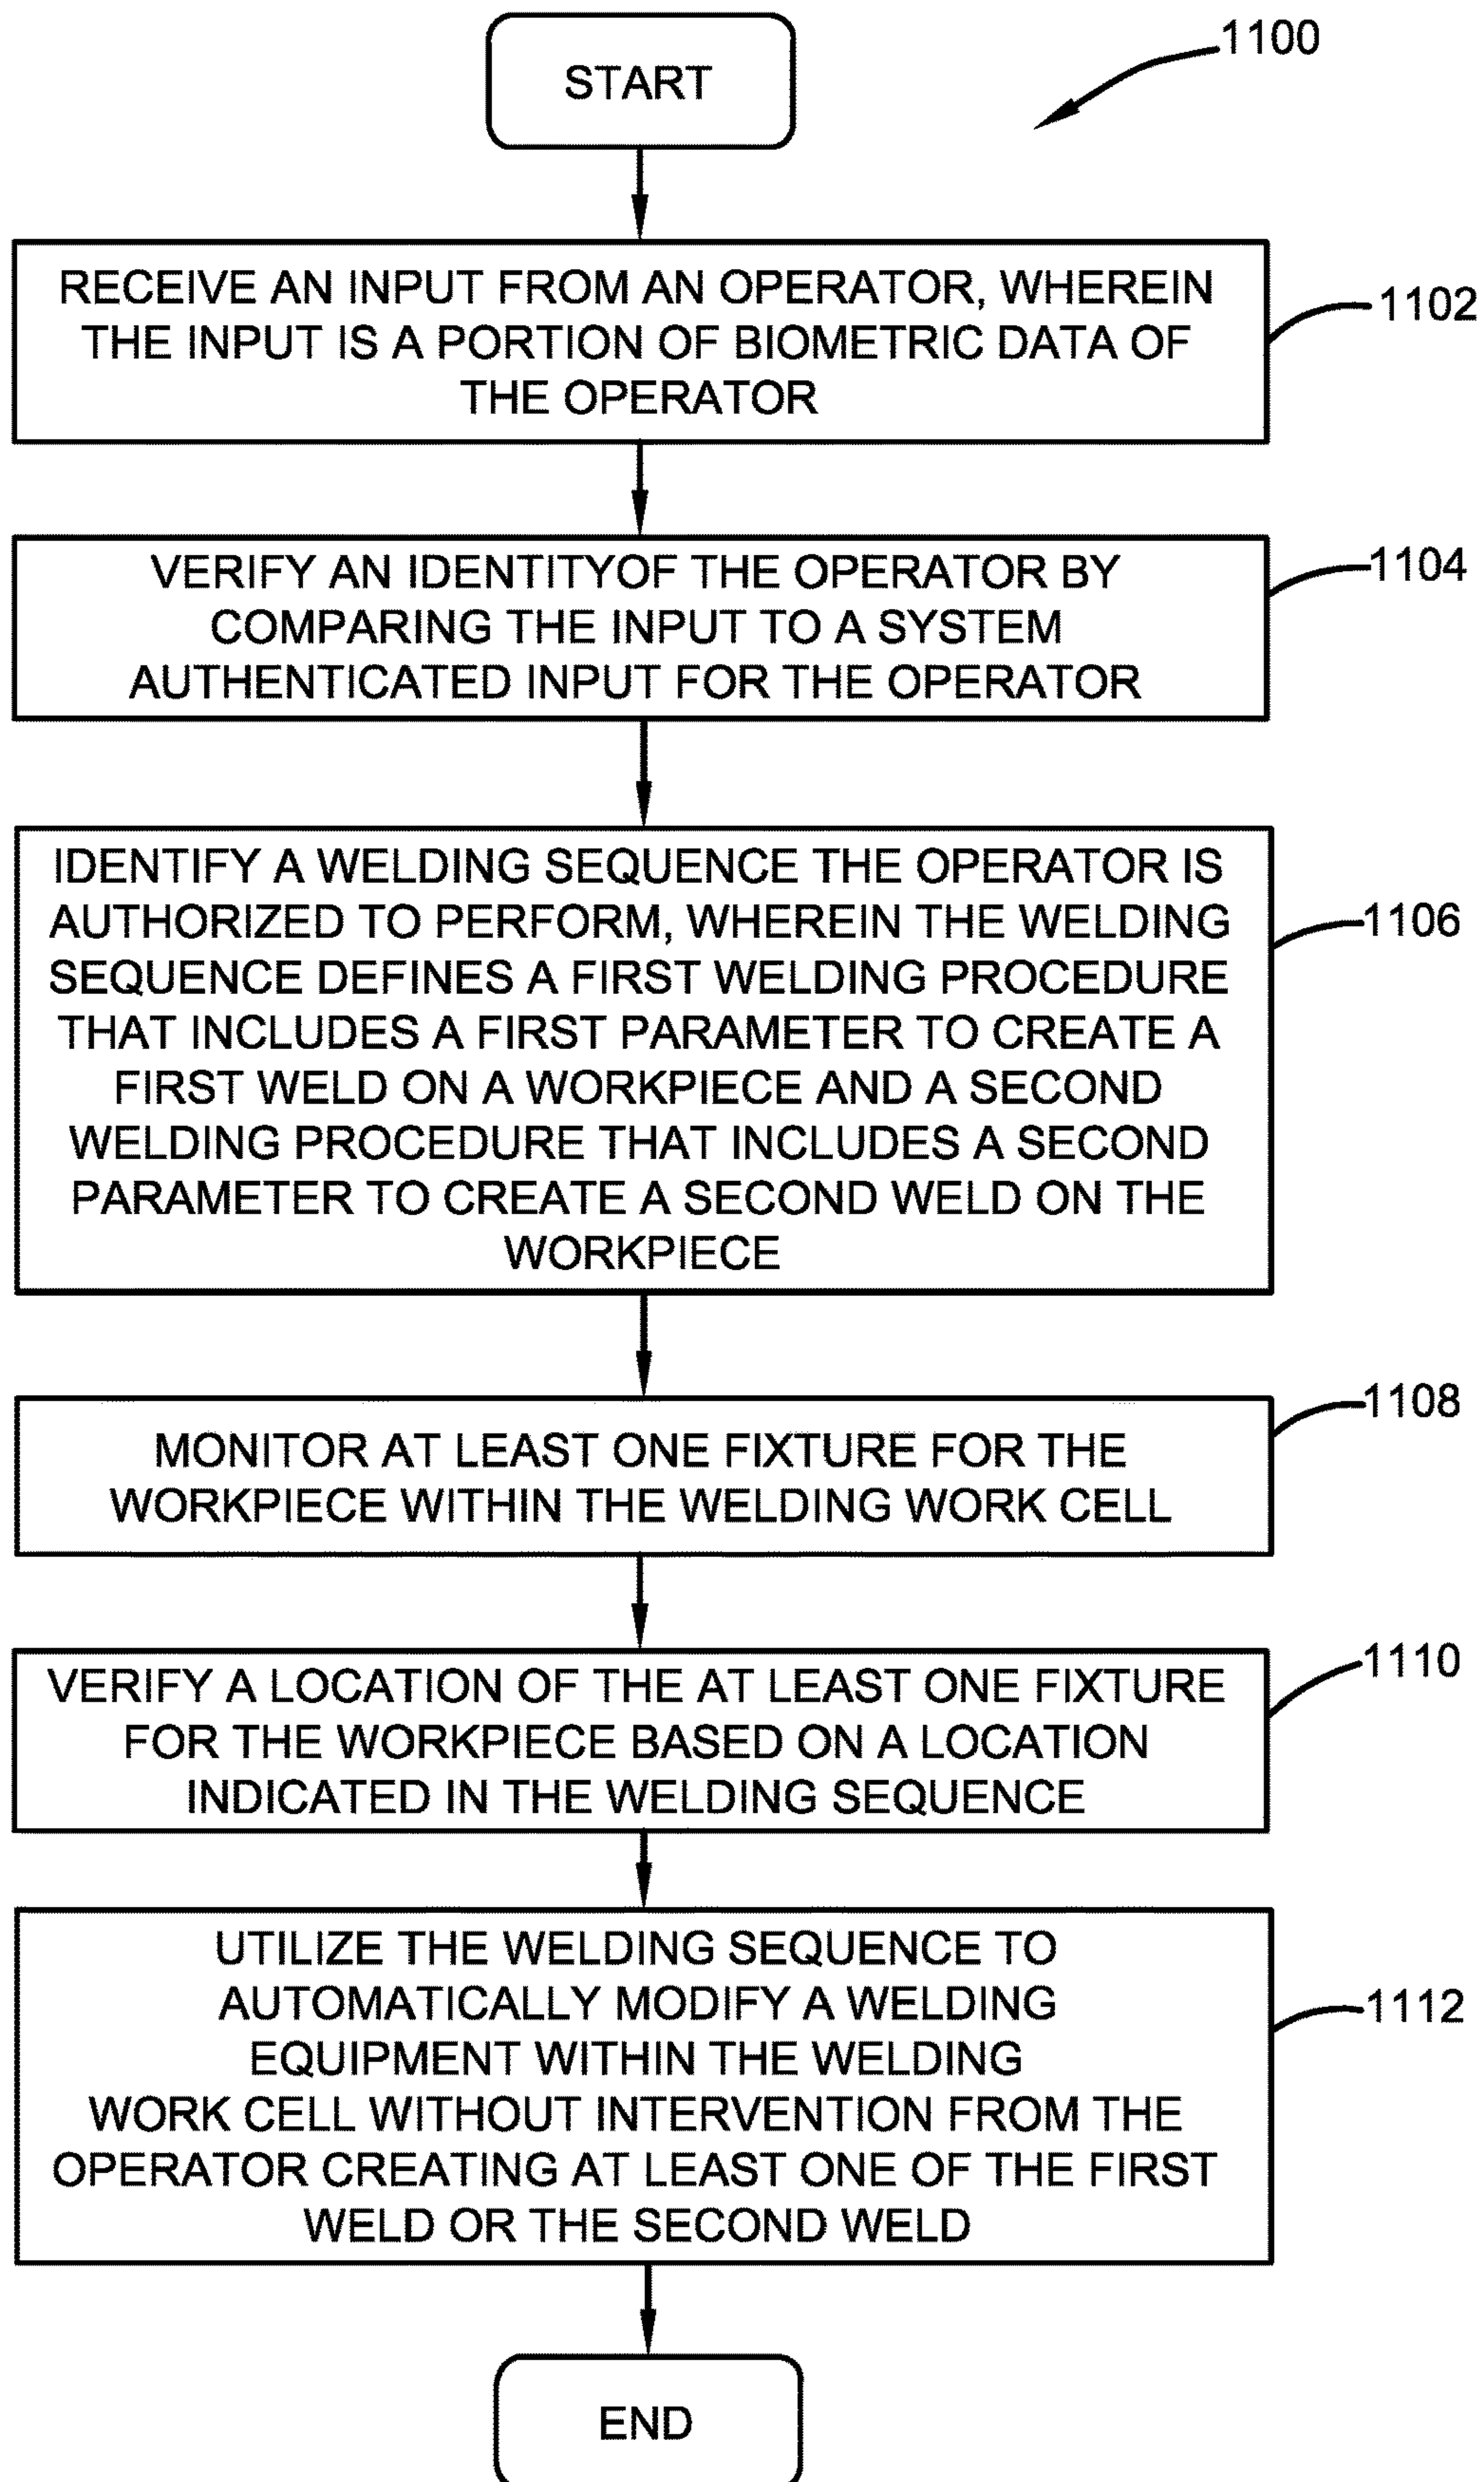 START
1100
RECEIVE AN INPUT FROM AN OPERATOR, WHEREIN
THE INPUT IS A PORTION OF BIOMETRIC DATA OF
THE OPERATOR
1102
VERIFY AN IDENTITYOF THE OPERATOR BY
COMPARING THE INPUT TO A SYSTEM
AUTHENTICATED INPUT FOR THE OPERATOR
1104
IDENTIFY A WELDING SEQUENCE THE OPERATOR IS
AUTHORIZED TO PERFORM, WHEREIN THE WELDING
SEQUENCE DEFINES A FIRST WELDING PROCEDURE
THAT INCLUDES A FIRST PARAMETER TO CREATE A
FIRST WELD ON A WORKPIECE AND A SECOND
WELDING PROCEDURE THAT INCLUDES A SECOND
PARAMETER TO CREATE A SECOND WELD ON THE
WORKPIECE
1106
MONITOR AT LEAST ONE FIXTURE FOR THE
WORKPIECE WITHIN THE WELDING WORK CELL
1108
VERIFY A LOCATION OF THE AT LEAST ONE FIXTURE
FOR THE WORKPIECE BASED ON A LOCATION
INDICATED IN THE WELDING SEQUENCE
1110
UTILIZE THE WELDING SEQUENCE TO
AUTOMATICALLY MODIFY A WELDING
EQUIPMENT WITHIN THE WELDING
WORK CELL WITHOUT INTERVENTION FROM THE
OPERATOR CREATING AT LEAST ONE OF THE FIRST
WELD OR THE SECOND WELD
1112
END